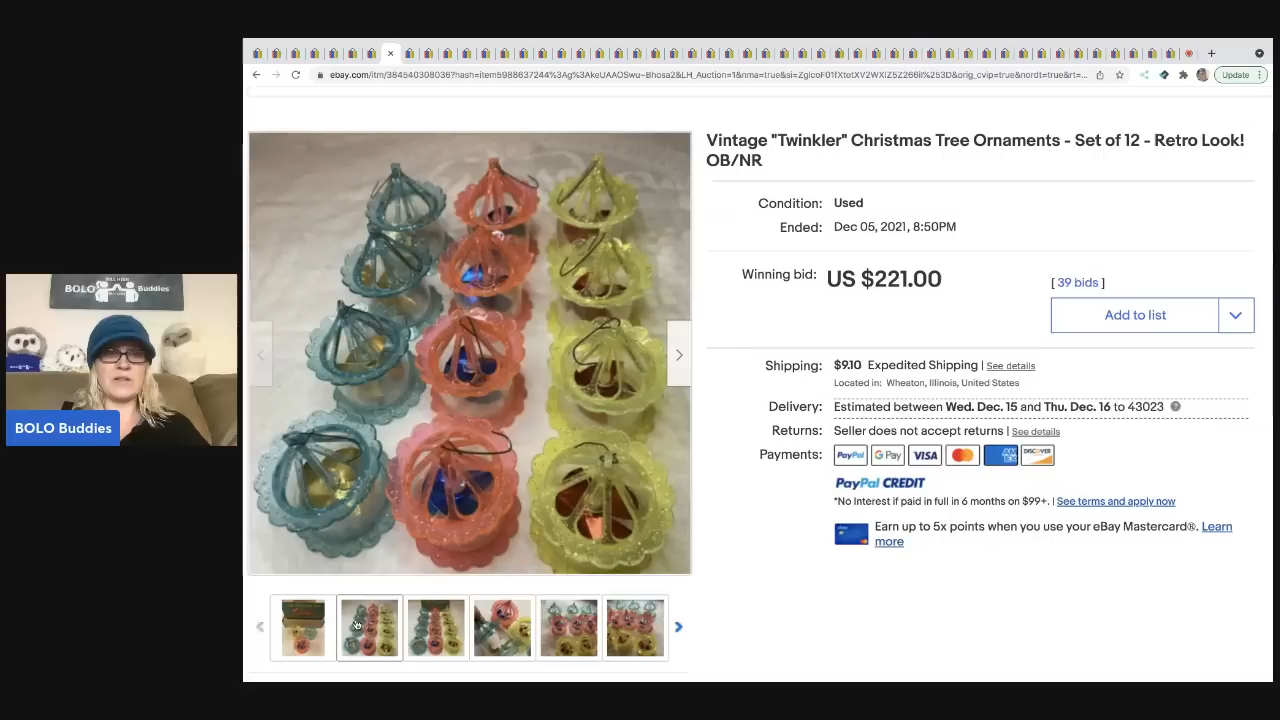 ebay.com/itm/384540308036?hash=item5988637244%3Ag%3AkeUAAOSwu~Bhosa2&LH_Auction=1&nma=true&si=ZglcoF01fXtotXV2WXIZ5Z266iI%253D&orig_cvip=true&nordt=true&rt=...
Update
Vintage "Twinkler" Christmas Tree Ornaments - Set of 12 - Retro Look!
OB/NR
Condition: Used
Ended: Dec 05, 2021, 8:50PM
Winning bid: US $221.00
[ 39 bids ]
Add to list
Shipping: $9.10 Expedited Shipping | See details
Located in: Wheaton, Illinois, United States
Delivery: Estimated between Wed. Dec. 15 and Thu. Dec. 16 to 43023
Returns: Seller does not accept returns | See details
Payments: PayPal G Pay VISA AMEX DISCOVER
PayPal CREDIT
*No Interest if paid in full in 6 months on $99+. | See terms and apply now
Earn up to 5x points when you use your eBay Mastercard®. Learn
more
BOLO Buddies
BOLO Buddies